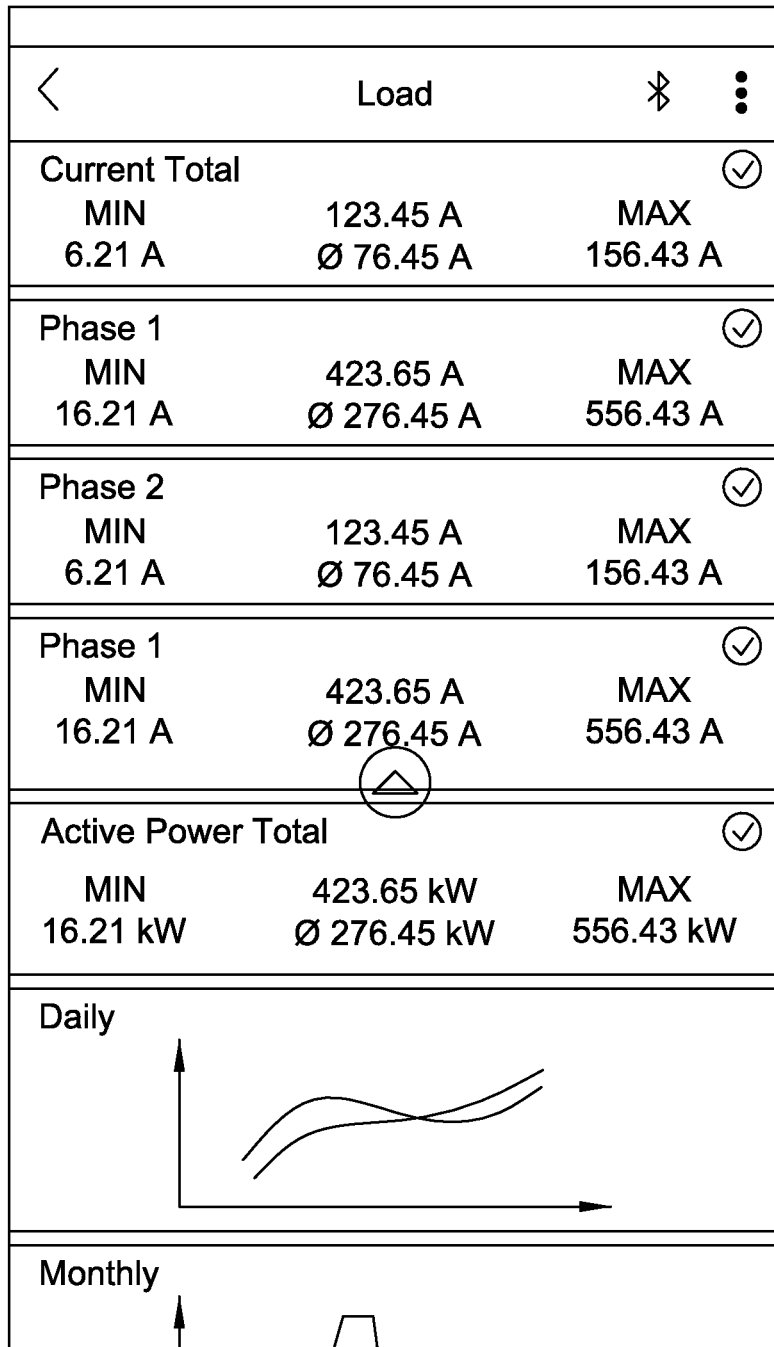 Load
Current Total
MIN 123.45 A MAX
6.21 A Ø 76.45 A 156.43 A
Phase 1
MIN 423.65 A MAX
16.21 A Ø 276.45 A 556.43 A
Phase 2
MIN 123.45 A MAX
6.21 A Ø 76.45 A 156.43 A
Phase 1
MIN 423.65 A MAX
16.21 A Ø 276.45 A 556.43 A
Active Power Total
MIN 423.65 kW MAX
16.21 kW Ø 276.45 kW 556.43 kW
Daily
Monthly